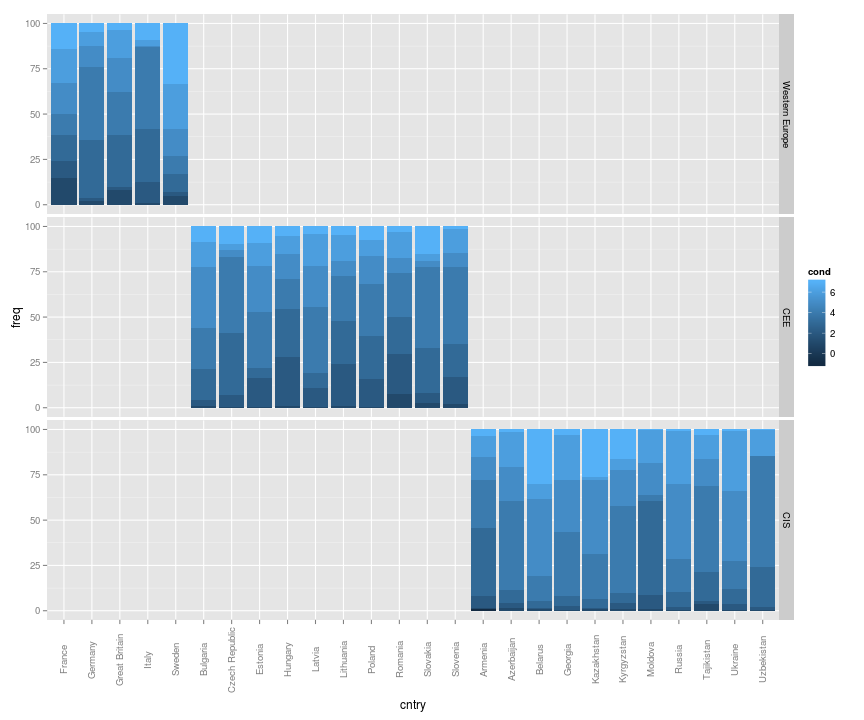 freq
100
75
50
25
0
Western Europe
100
75
50
25
0
CEE
100
75
50
25
0
CIS
France
Germany
Great Britain
Italy
Sweden
Bulgaria
Czech Republic
Estonia
Hungary
Latvia
Lithuania
Poland
Romania
Slovakia
Slovenia
Armenia
Azerbaijan
Belarus
Georgia
Kazakhstan
Kyrgyzstan
Moldova
Russia
Tajikistan
Ukraine
Uzbekistan
cntry
cond
6
4
2
0